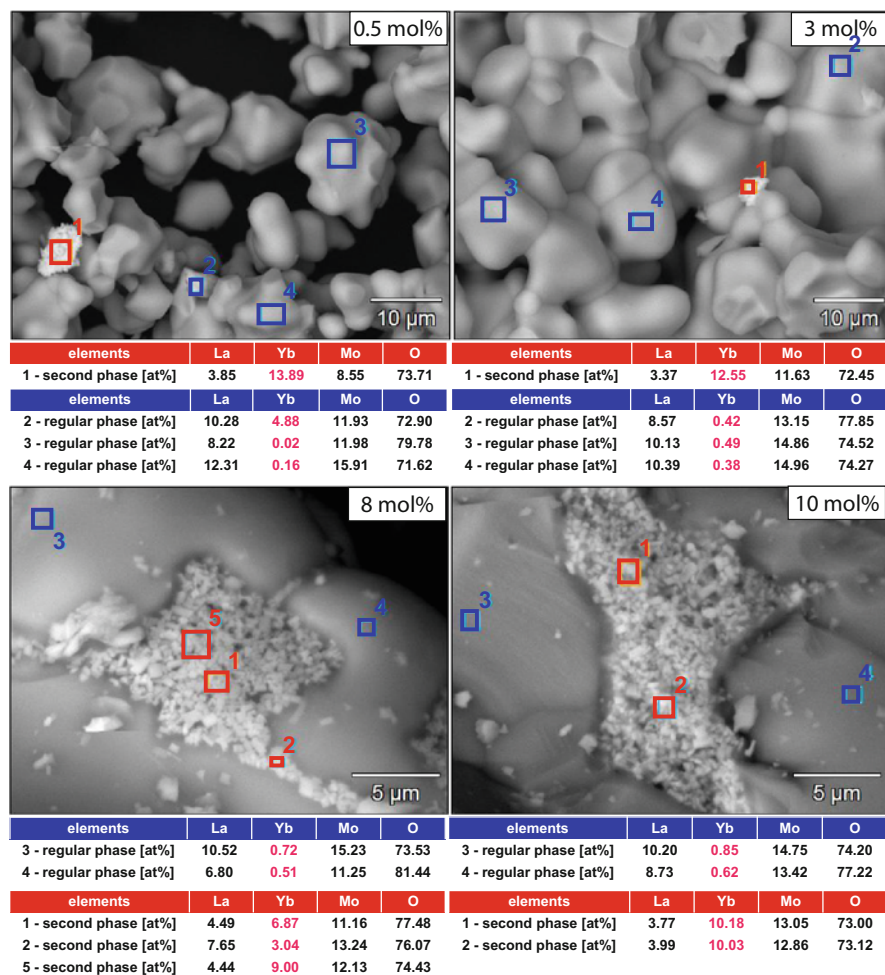 0.5 mol%
3
1
2
4
10 µm
3 mol%
2
1
3
4
10 µm
elements La Yb Mo O
1 - second phase [at%] 3.85 13.89 8.55 73.71
2 - regular phase [at%] 10.28 4.88 11.93 72.90
3 - regular phase [at%] 8.22 0.02 11.98 79.78
4 - regular phase [at%] 12.31 0.16 15.91 71.62
elements La Yb Mo O
1 - second phase [at%] 3.37 12.55 11.63 72.45
2 - regular phase [at%] 8.57 0.42 13.15 77.85
3 - regular phase [at%] 10.13 0.49 14.86 74.52
4 - regular phase [at%] 10.39 0.38 14.96 74.27
8 mol%
3
4
5
1
2
5 µm
10 mol%
1
3
4
2
5 µm
elements La Yb Mo O
3 - regular phase [at%] 10.52 0.72 15.23 73.53
4 - regular phase [at%] 6.80 0.51 11.25 81.44
elements La Yb Mo O
1 - second phase [at%] 4.49 6.87 11.16 77.48
2 - second phase [at%] 7.65 3.04 13.24 76.07
5 - second phase [at%] 4.44 9.00 12.13 74.43
elements La Yb Mo O
3 - regular phase [at%] 10.20 0.85 14.75 74.20
4 - regular phase [at%] 8.73 0.62 13.42 77.22
elements La Yb Mo O
1 - second phase [at%] 3.77 10.18 13.05 73.00
2 - second phase [at%] 3.99 10.03 12.86 73.12